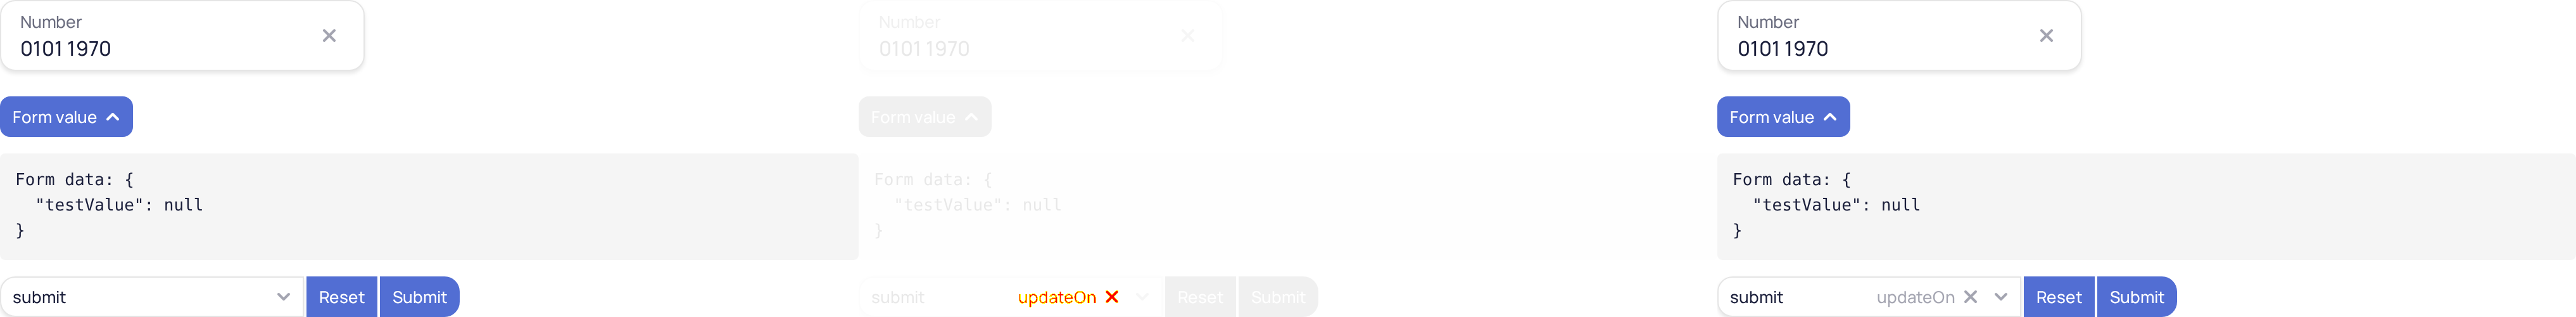 Number
0101 1970
Form value
Form data: {
"testValue": null
}
submit
Reset
Submit
Number
0101 1970
Form value
Form data: {
"testValue": null
}
submit updateOn
Reset
Submit
Number
0101 1970
Form value
Form data: {
"testValue": null
}
submit updateOn
Reset
Submit